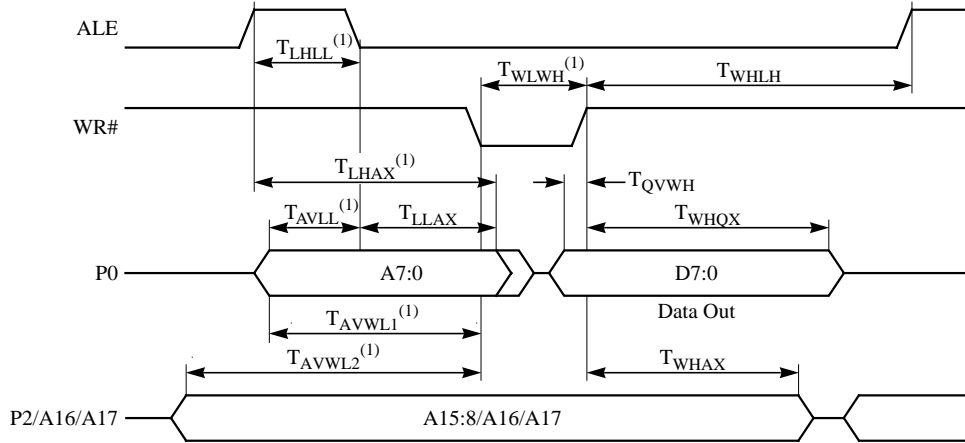 ALE
T_LHLL^(1)
T_WLWH^(1)
T_WHLH
WR#
T_LHAX^(1)
T_QVWH
T_AVLL^(1)
T_LLAX
T_WHQX
P0
A7:0
D7:0
Data Out
T_AVWL1^(1)
T_AVWL2^(1)
T_WHAX
P2/A16/A17
A15:8/A16/A17